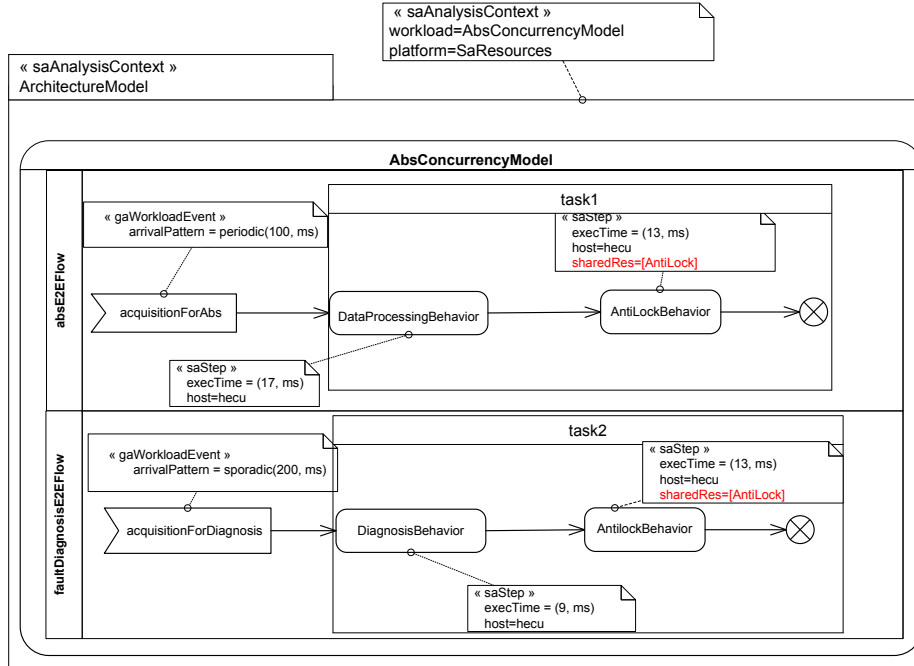 « saAnalysisContext »
workload=AbsConcurrencyModel
platform=SaResources
« saAnalysisContext »
ArchitectureModel
AbsConcurrencyModel
absE2EFlow
task1
« gaWorkloadEvent »
arrivalPattern = periodic(100, ms)
« saStep »
execTime = (13, ms)
host=hecu
sharedRes=[AntiLock]
acquisitionForAbs
DataProcessingBehavior
AntiLockBehavior
« saStep »
execTime = (17, ms)
host=hecu
faultDiagnosisE2EFlow
task2
« gaWorkloadEvent »
arrivalPattern = sporadic(200, ms)
« saStep »
execTime = (13, ms)
host=hecu
sharedRes=[AntiLock]
acquisitionForDiagnosis
DiagnosisBehavior
AntilockBehavior
« saStep »
execTime = (9, ms)
host=hecu